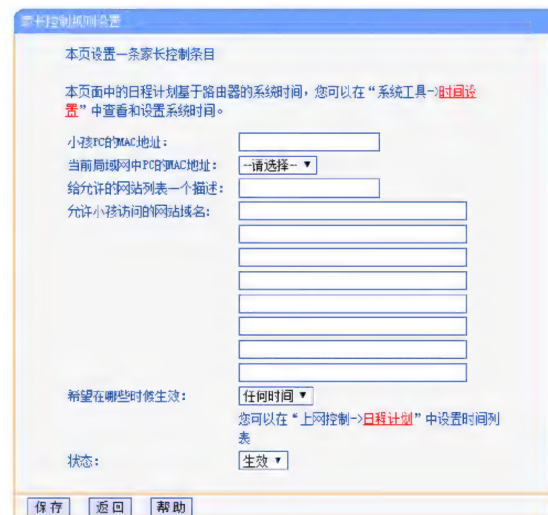 家长控制规则设置
本页设置一条家长控制条目
本页面中的日程计划基于路由器的系统时间，您可以在“系统工具->时间设
置”中查看和设置系统时间。
小孩PC的MAC地址：
当前局域网中PC的MAC地址： --请选择--
给允许的网站列表一个描述：
允许小孩访问的网站域名：
希望在哪些时候生效： 任何时间
您可以在“上网控制->日程计划”中设置时间列
表
状态： 生效
保存 返回 帮助